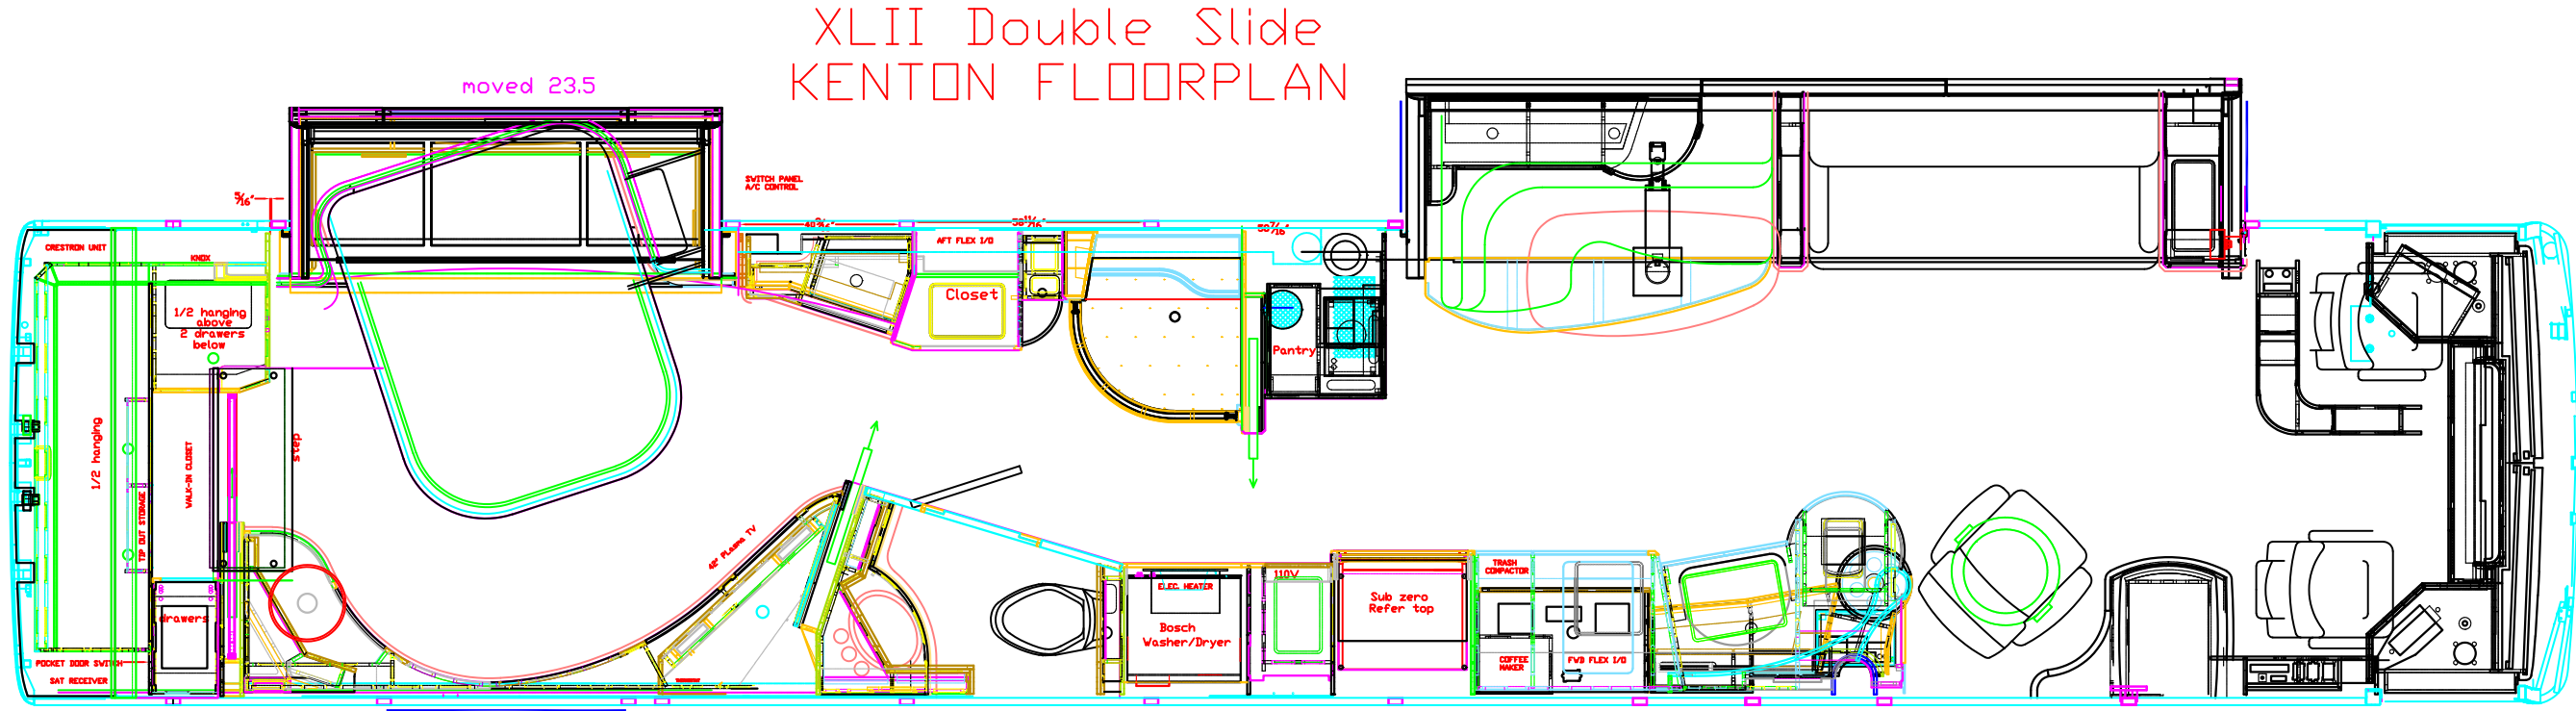 XLII Double Slide
KENTON FLOORPLAN
moved 23.5
SWITCH PANEL
A/C CONTROL
5/16"
CRESTRON UNIT
KNOX
AFT FLEX I/O
Closet
1/2 hanging
above
2 drawers
below
Pantry
1/2 hanging
WALK-IN CLOSET
step
TIP OUT STORAGE
42" Plasma TV
drawers
POCKET DOOR SWITCH
SAT RECEIVER
ELEC. HEATER
Bosch
Washer/Dryer
110V
Sub zero
Refer top
TRASH
COMPACTOR
COFFEE
MAKER
FWD FLEX I/O